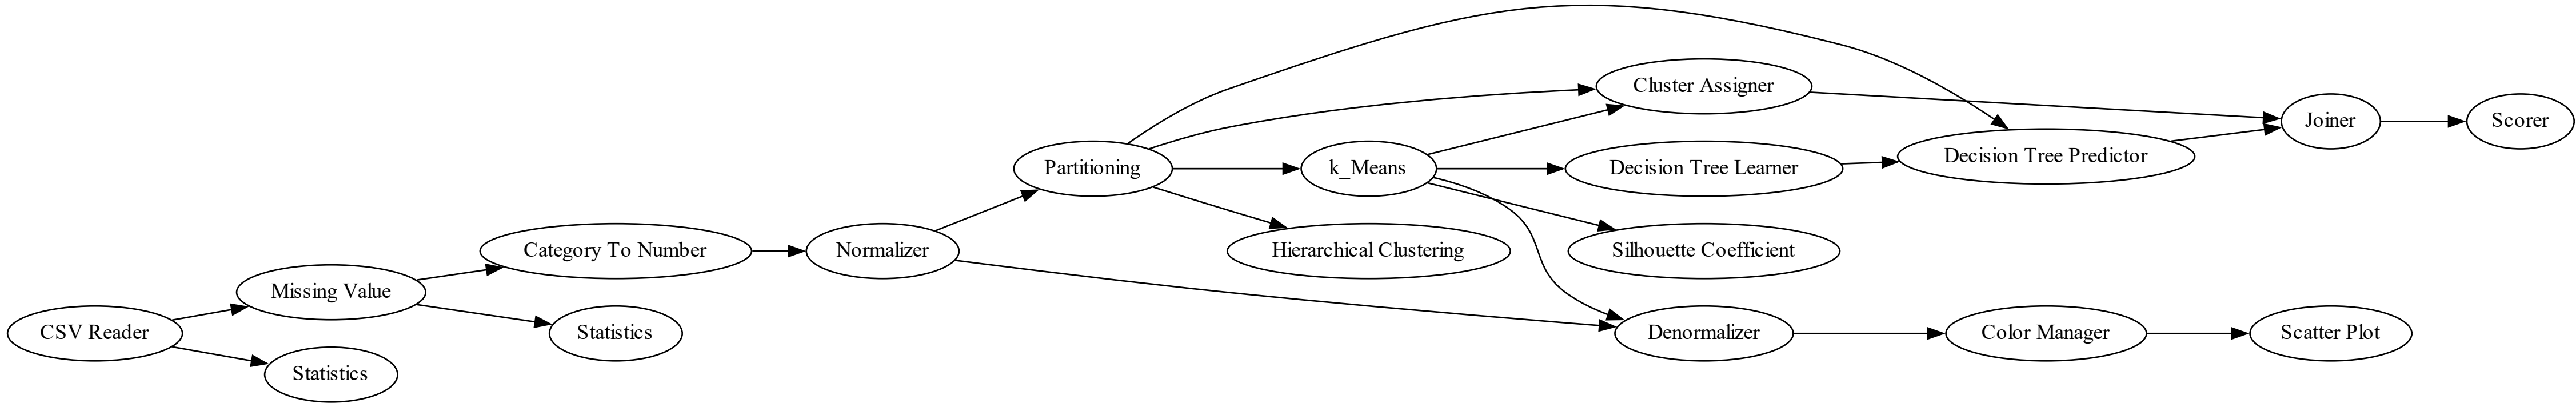 CSV Reader
Missing Value
Statistics
Category To Number
Statistics
Normalizer
Partitioning
k_Means
Hierarchical Clustering
Cluster Assigner
Decision Tree Learner
Silhouette Coefficient
Denormalizer
Decision Tree Predictor
Color Manager
Joiner
Scatter Plot
Scorer